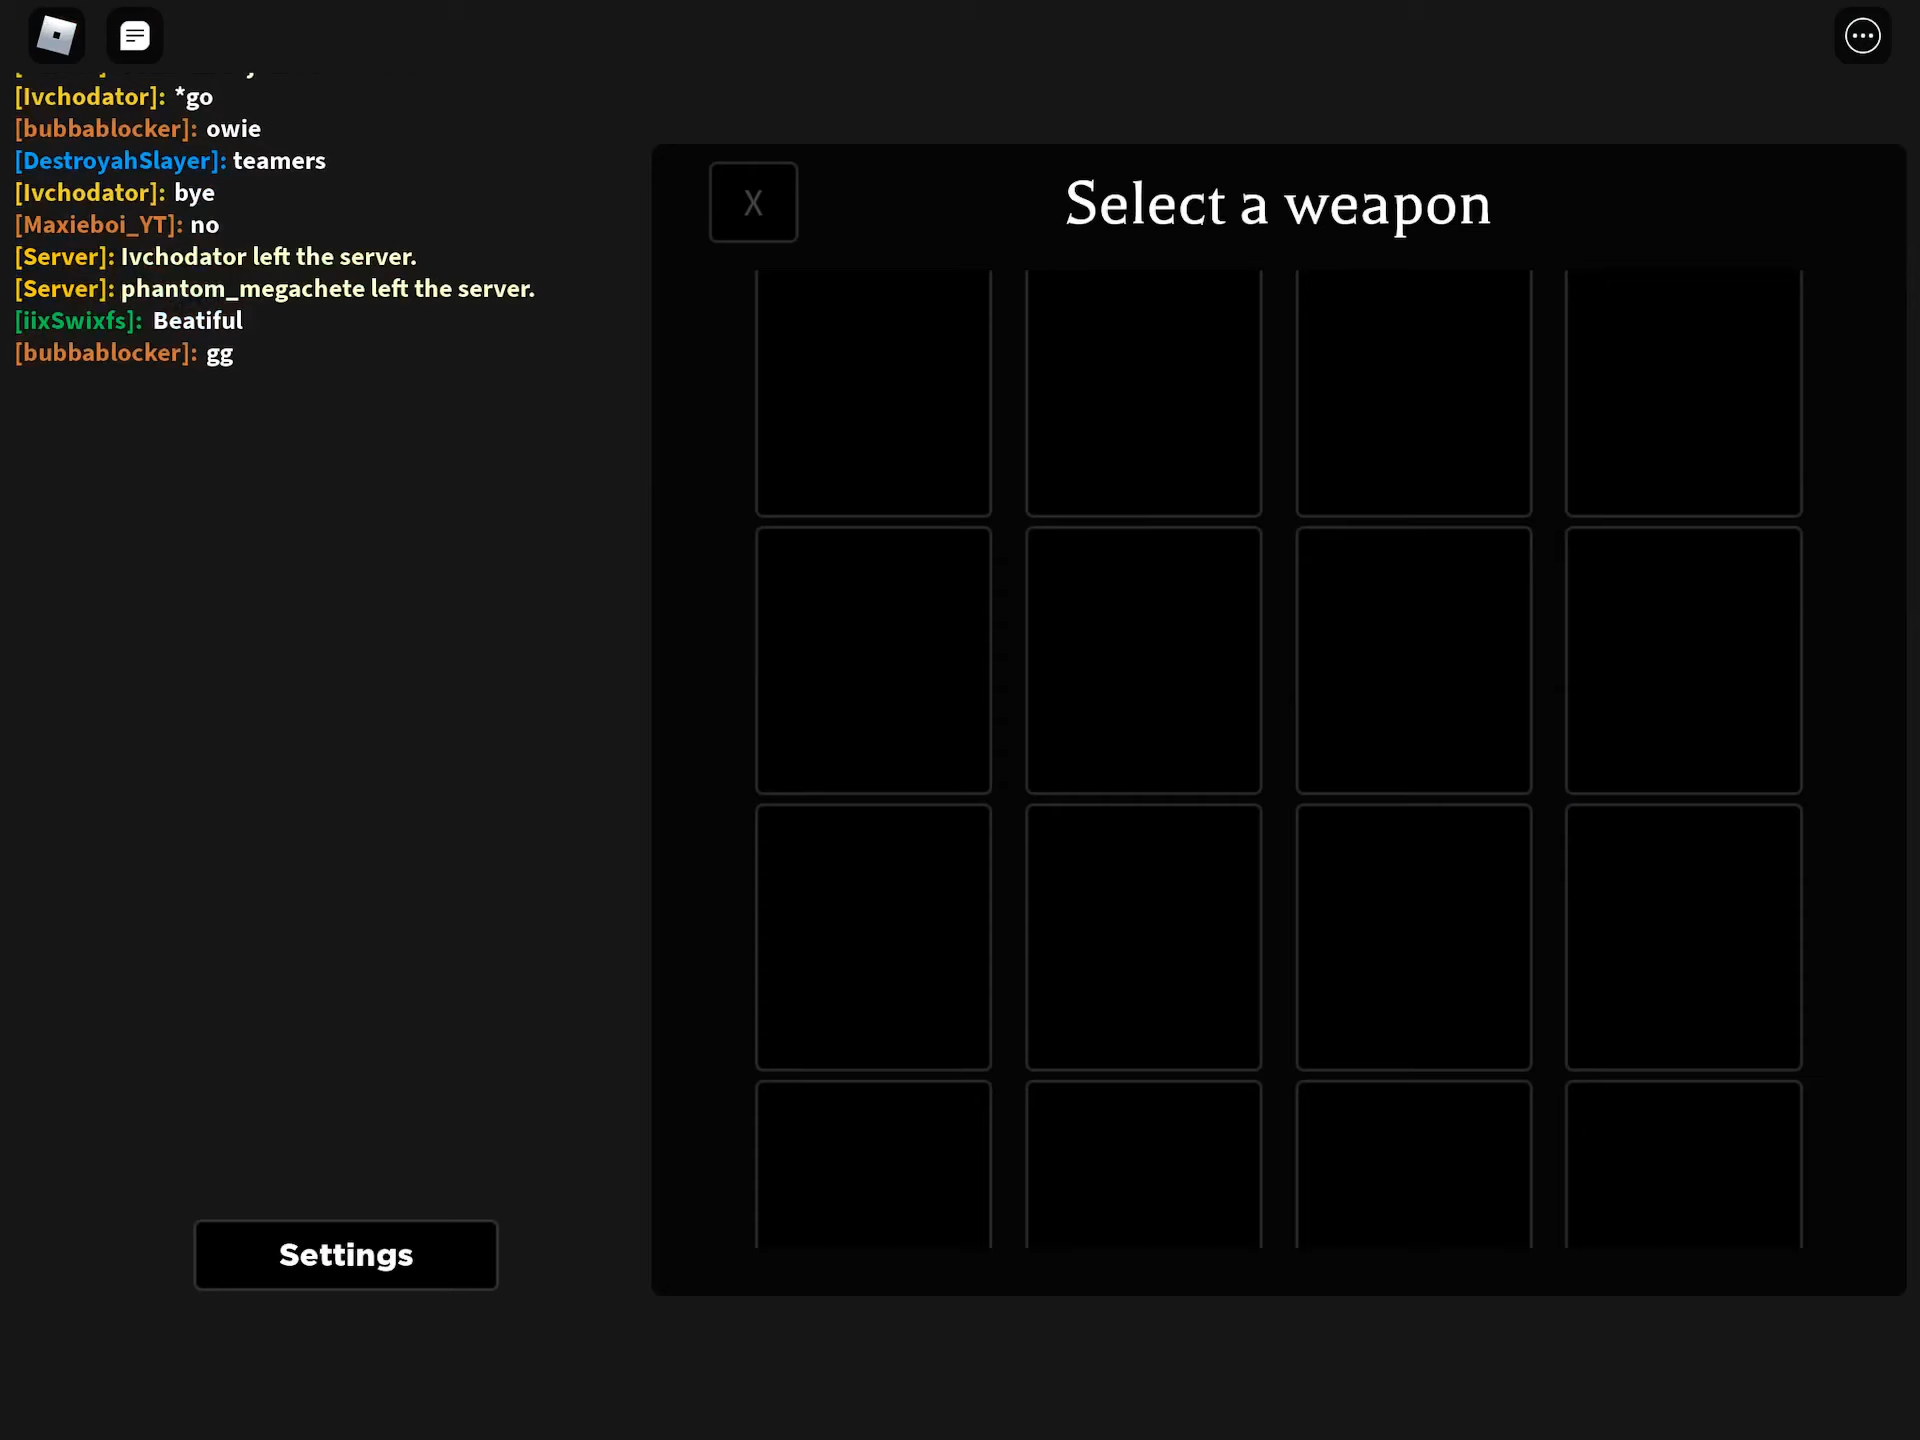 [Ivchodator]: *go
[bubbablocker]: owie
[DestroyahSlayer]: teamers
[Ivchodator]: bye
[Maxieboi_YT]: no
[Server]: Ivchodator left the server.
[Server]: phantom_megachete left the server.
[iixSwixfs]: Beatiful
[bubbablocker]: gg
X
Select a weapon
Settings